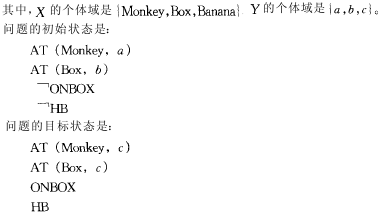 其中，X 的个体域是 {Monkey,Box,Banana} Y的个体域是 {a,b,c}。
问题的初始状态是：
AT (Monkey, a)
AT (Box, b)
￢ONBOX
￢HB
问题的目标状态是：
AT (Monkey, c)
AT (Box, c)
ONBOX
HB